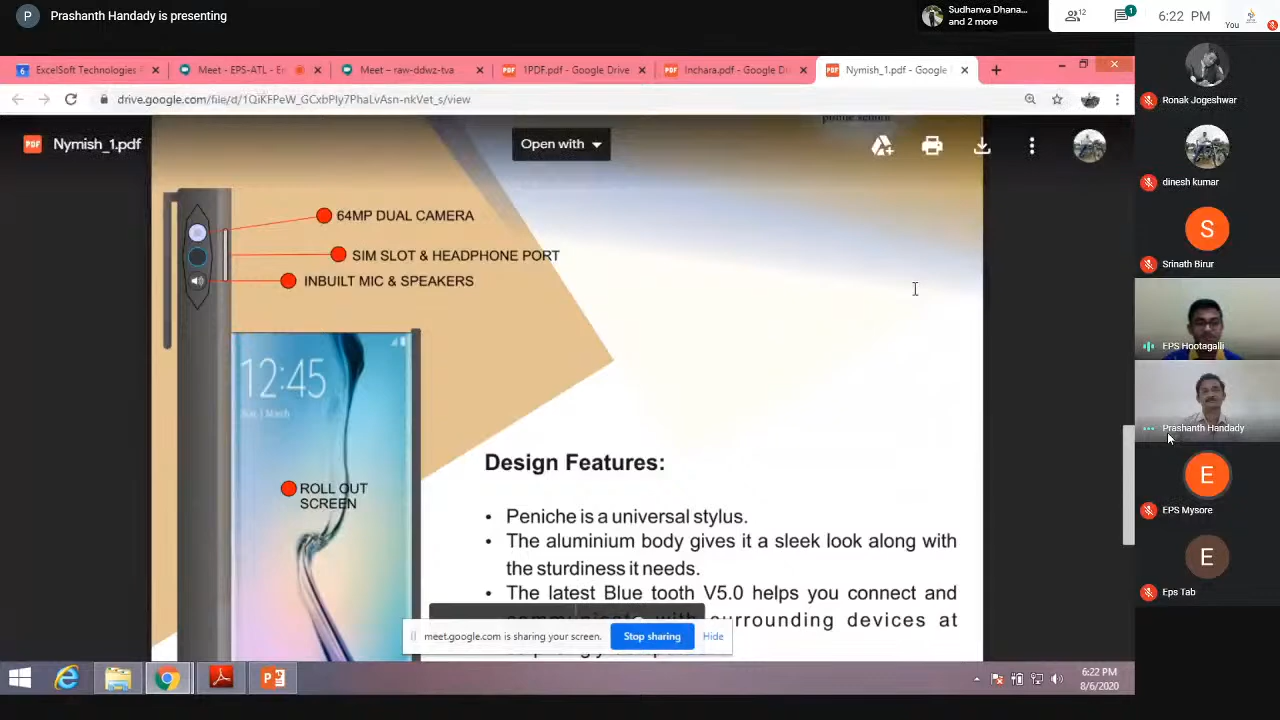 P
Prashanth Handady is presenting
Sudhanva Dhana...
and 2 more
12
1
6:22 PM
You
6
ExcelSoft Technologies
Meet - EPS-ATL -
Meet – raw-ddwz-tva
1PDF.pdf - Google Drive
Inchara.pdf - Google D
Nymish_1.pdf - Google
drive.google.com/file/d/1QiKFPeW_GCxbPly7PhaLvAsn-nkVet_s/view
PDF
Nymish_1.pdf
Open with
64MP DUAL CAMERA
SIM SLOT & HEADPHONE PORT
INBUILT MIC & SPEAKERS
12:45
ROLL OUT
SCREEN
Design Features:
• Peniche is a universal stylus.
• The aluminium body gives it a sleek look along with
the sturdiness it needs.
• The latest Blue tooth V5.0 helps you connect and
surrounding devices at
meet.google.com is sharing your screen.
Stop sharing
Hide
6:22 PM
8/6/2020
Ronak Jogeshwar
dinesh kumar
S
Srinath Birur
EPS Hootagalli
Prashanth Handady
E
EPS Mysore
E
Eps Tab